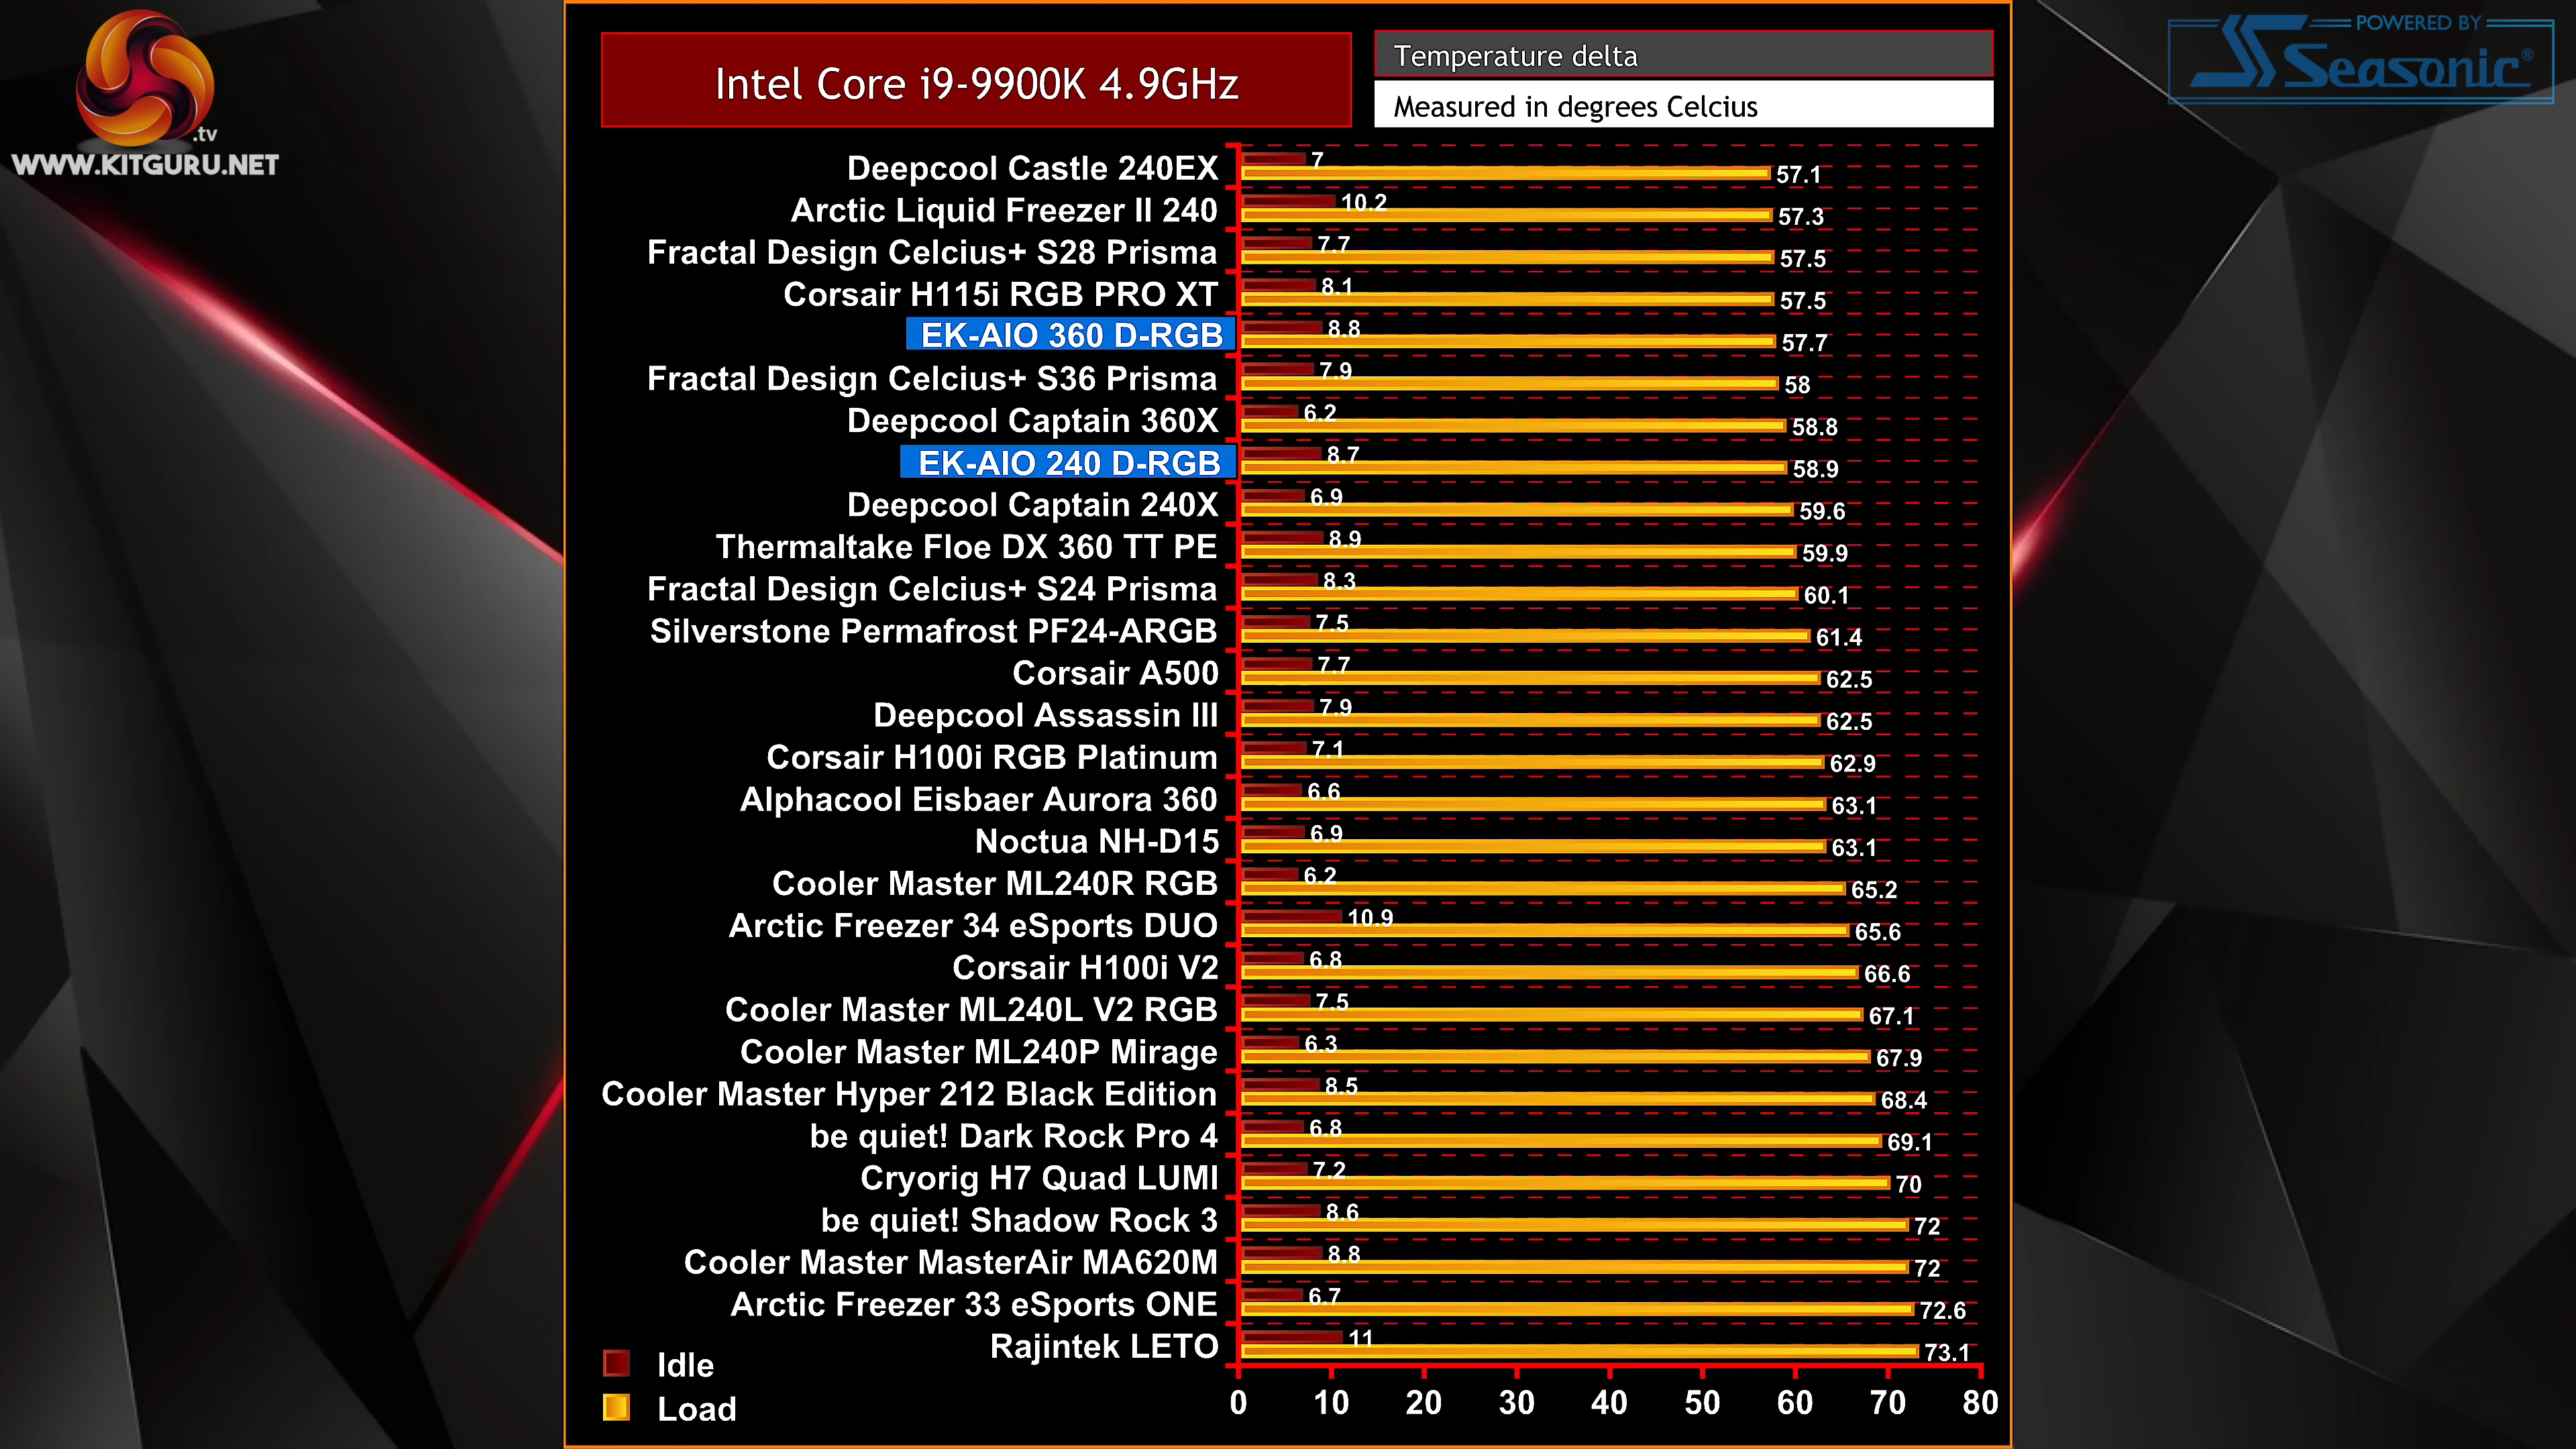 .tv
WWW.KITGURU.NET
POWERED BY
Seasonic®
Intel Core i9-9900K 4.9GHz
Temperature delta
Measured in degrees Celcius
Deepcool Castle 240EX 7 57.1
Arctic Liquid Freezer II 240 10.2 57.3
Fractal Design Celcius+ S28 Prisma 7.7 57.5
Corsair H115i RGB PRO XT 8.1 57.5
EK-AIO 360 D-RGB 8.8 57.7
Fractal Design Celcius+ S36 Prisma 7.9 58
Deepcool Captain 360X 6.2 58.8
EK-AIO 240 D-RGB 8.7 58.9
Deepcool Captain 240X 6.9 59.6
Thermaltake Floe DX 360 TT PE 8.9 59.9
Fractal Design Celcius+ S24 Prisma 8.3 60.1
Silverstone Permafrost PF24-ARGB 7.5 61.4
Corsair A500 7.7 62.5
Deepcool Assassin III 7.9 62.5
Corsair H100i RGB Platinum 7.1 62.9
Alphacool Eisbaer Aurora 360 6.6 63.1
Noctua NH-D15 6.9 63.1
Cooler Master ML240R RGB 6.2 65.2
Arctic Freezer 34 eSports DUO 10.9 65.6
Corsair H100i V2 6.8 66.6
Cooler Master ML240L V2 RGB 7.5 67.1
Cooler Master ML240P Mirage 6.3 67.9
Cooler Master Hyper 212 Black Edition 8.5 68.4
be quiet! Dark Rock Pro 4 6.8 69.1
Cryorig H7 Quad LUMI 7.2 70
be quiet! Shadow Rock 3 8.6 72
Cooler Master MasterAir MA620M 8.8 72
Arctic Freezer 33 eSports ONE 6.7 72.6
Rajintek LETO 11 73.1
Idle
Load
0 10 20 30 40 50 60 70 80